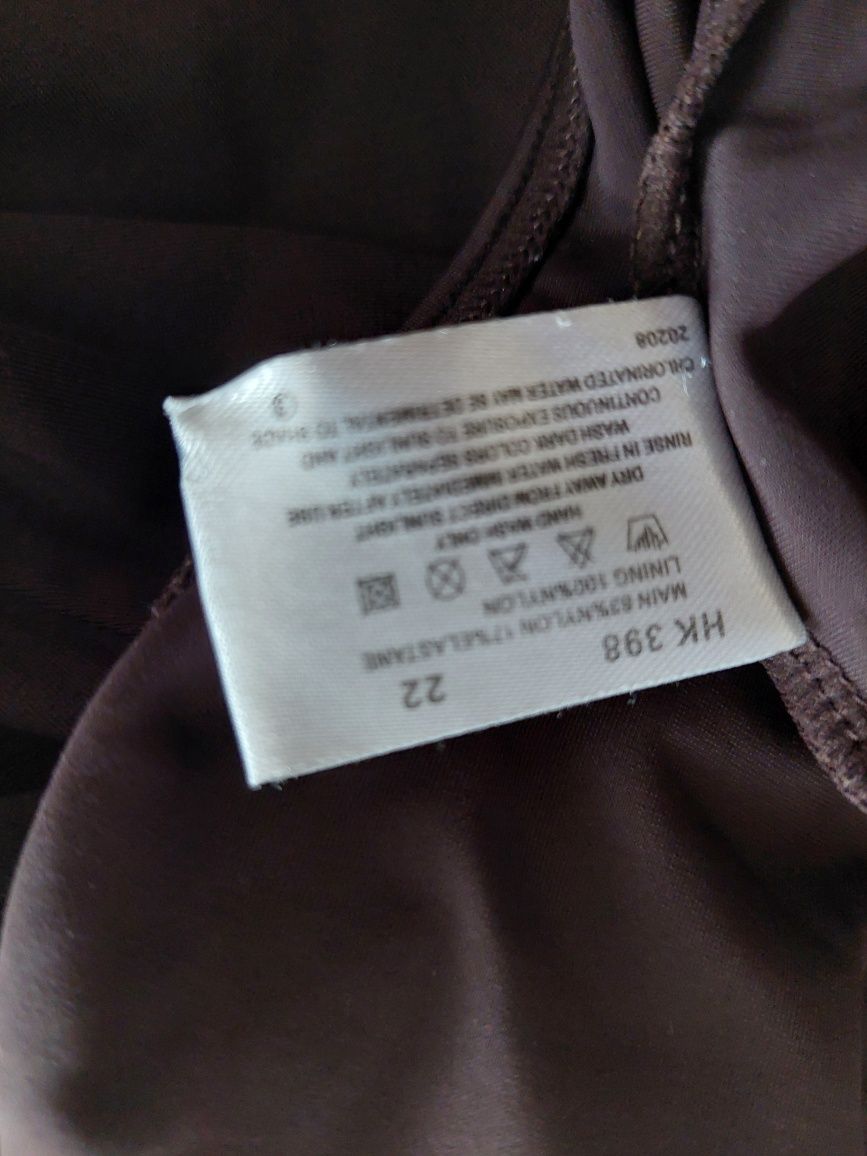 22
HK 398
MAIN 83%NYLON 17%ELASTANE
LINING 100%NYLON
HAND WASH ONLY
DRY AWAY FROM DIRECT SUNLIGHT
RINSE IN FRESH WATER IMMEDIATELY AFTER USE
WASH DARK COLORS SEPARATELY
CONTINUOUS EXPOSURE TO SUNLIGHT AND
CHLORINATED WATER MAY BE DETRIMENTAL TO SHADE
20208
3